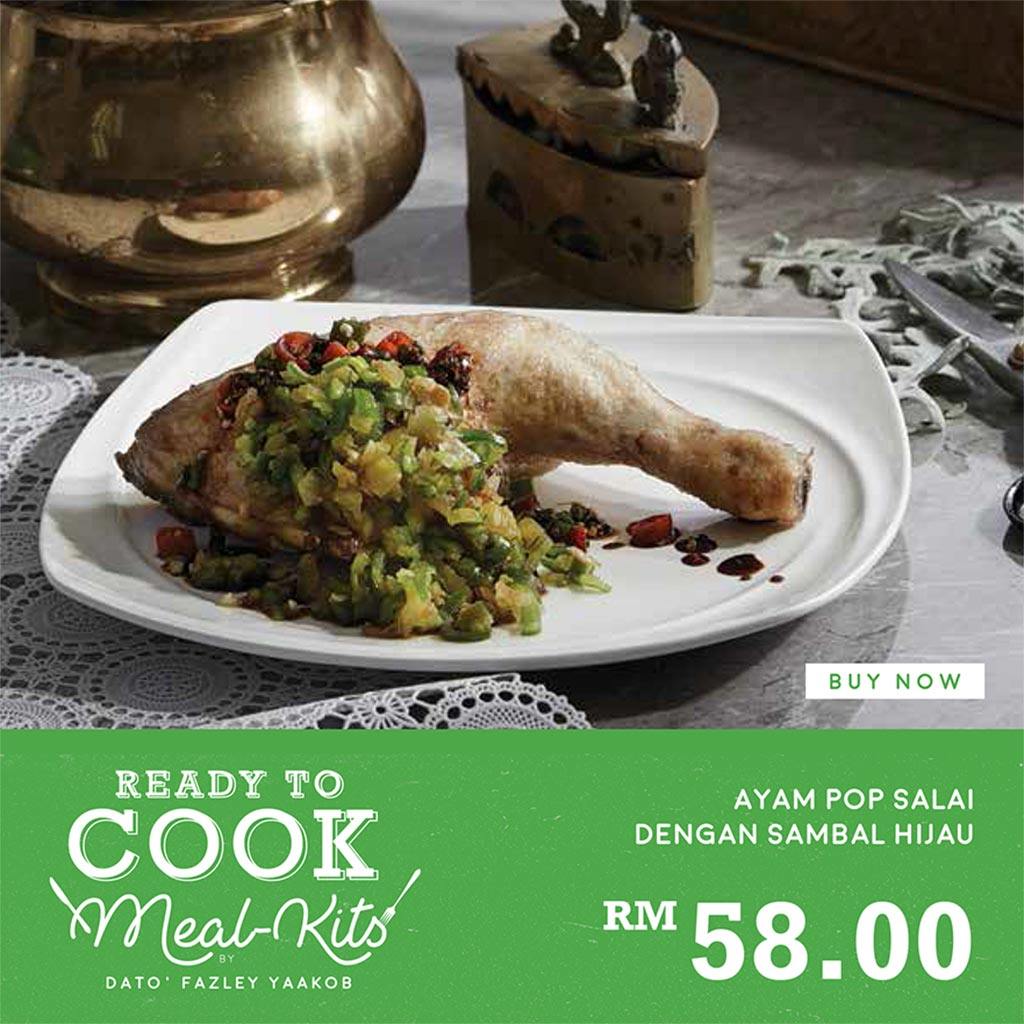 BUY NOW
READY TO
COOK
Meal-Kits
BY
DATO' FAZLEY YAAKOB
AYAM POP SALAI
DENGAN SAMBAL HIJAU
RM 58.00